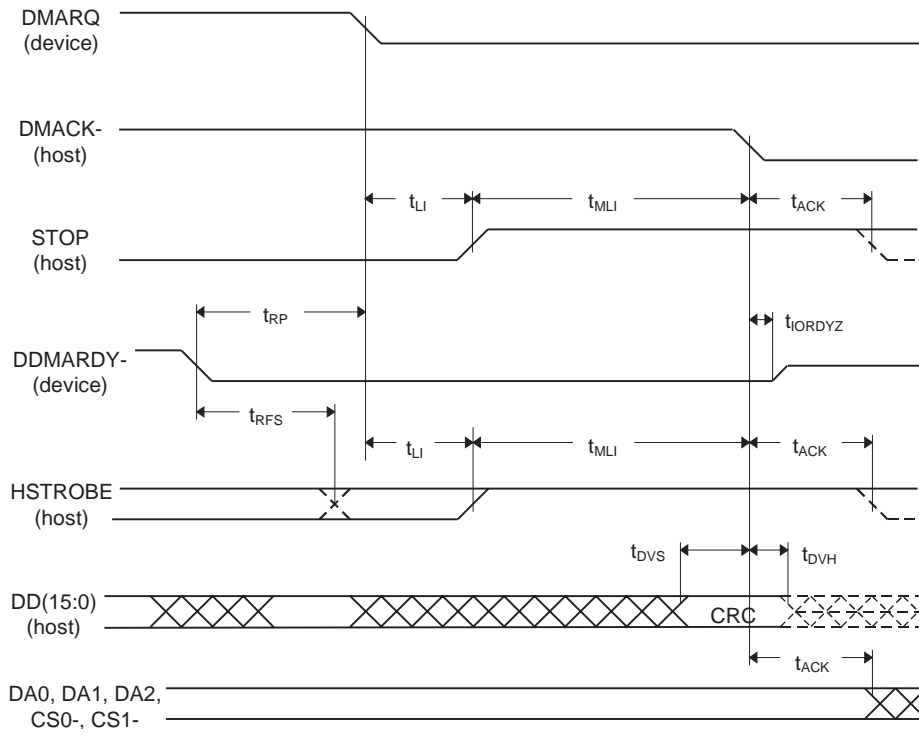 DMARQ
(device)
DMACK-
(host)
tLI
tMLI
tACK
STOP
(host)
tRP
tIORDYZ
DDMARDY-
(device)
tRFS
tLI
tMLI
tACK
HSTROBE
(host)
tDVS
tDVH
DD(15:0)
(host)
CRC
tACK
DA0, DA1, DA2,
CS0-, CS1-